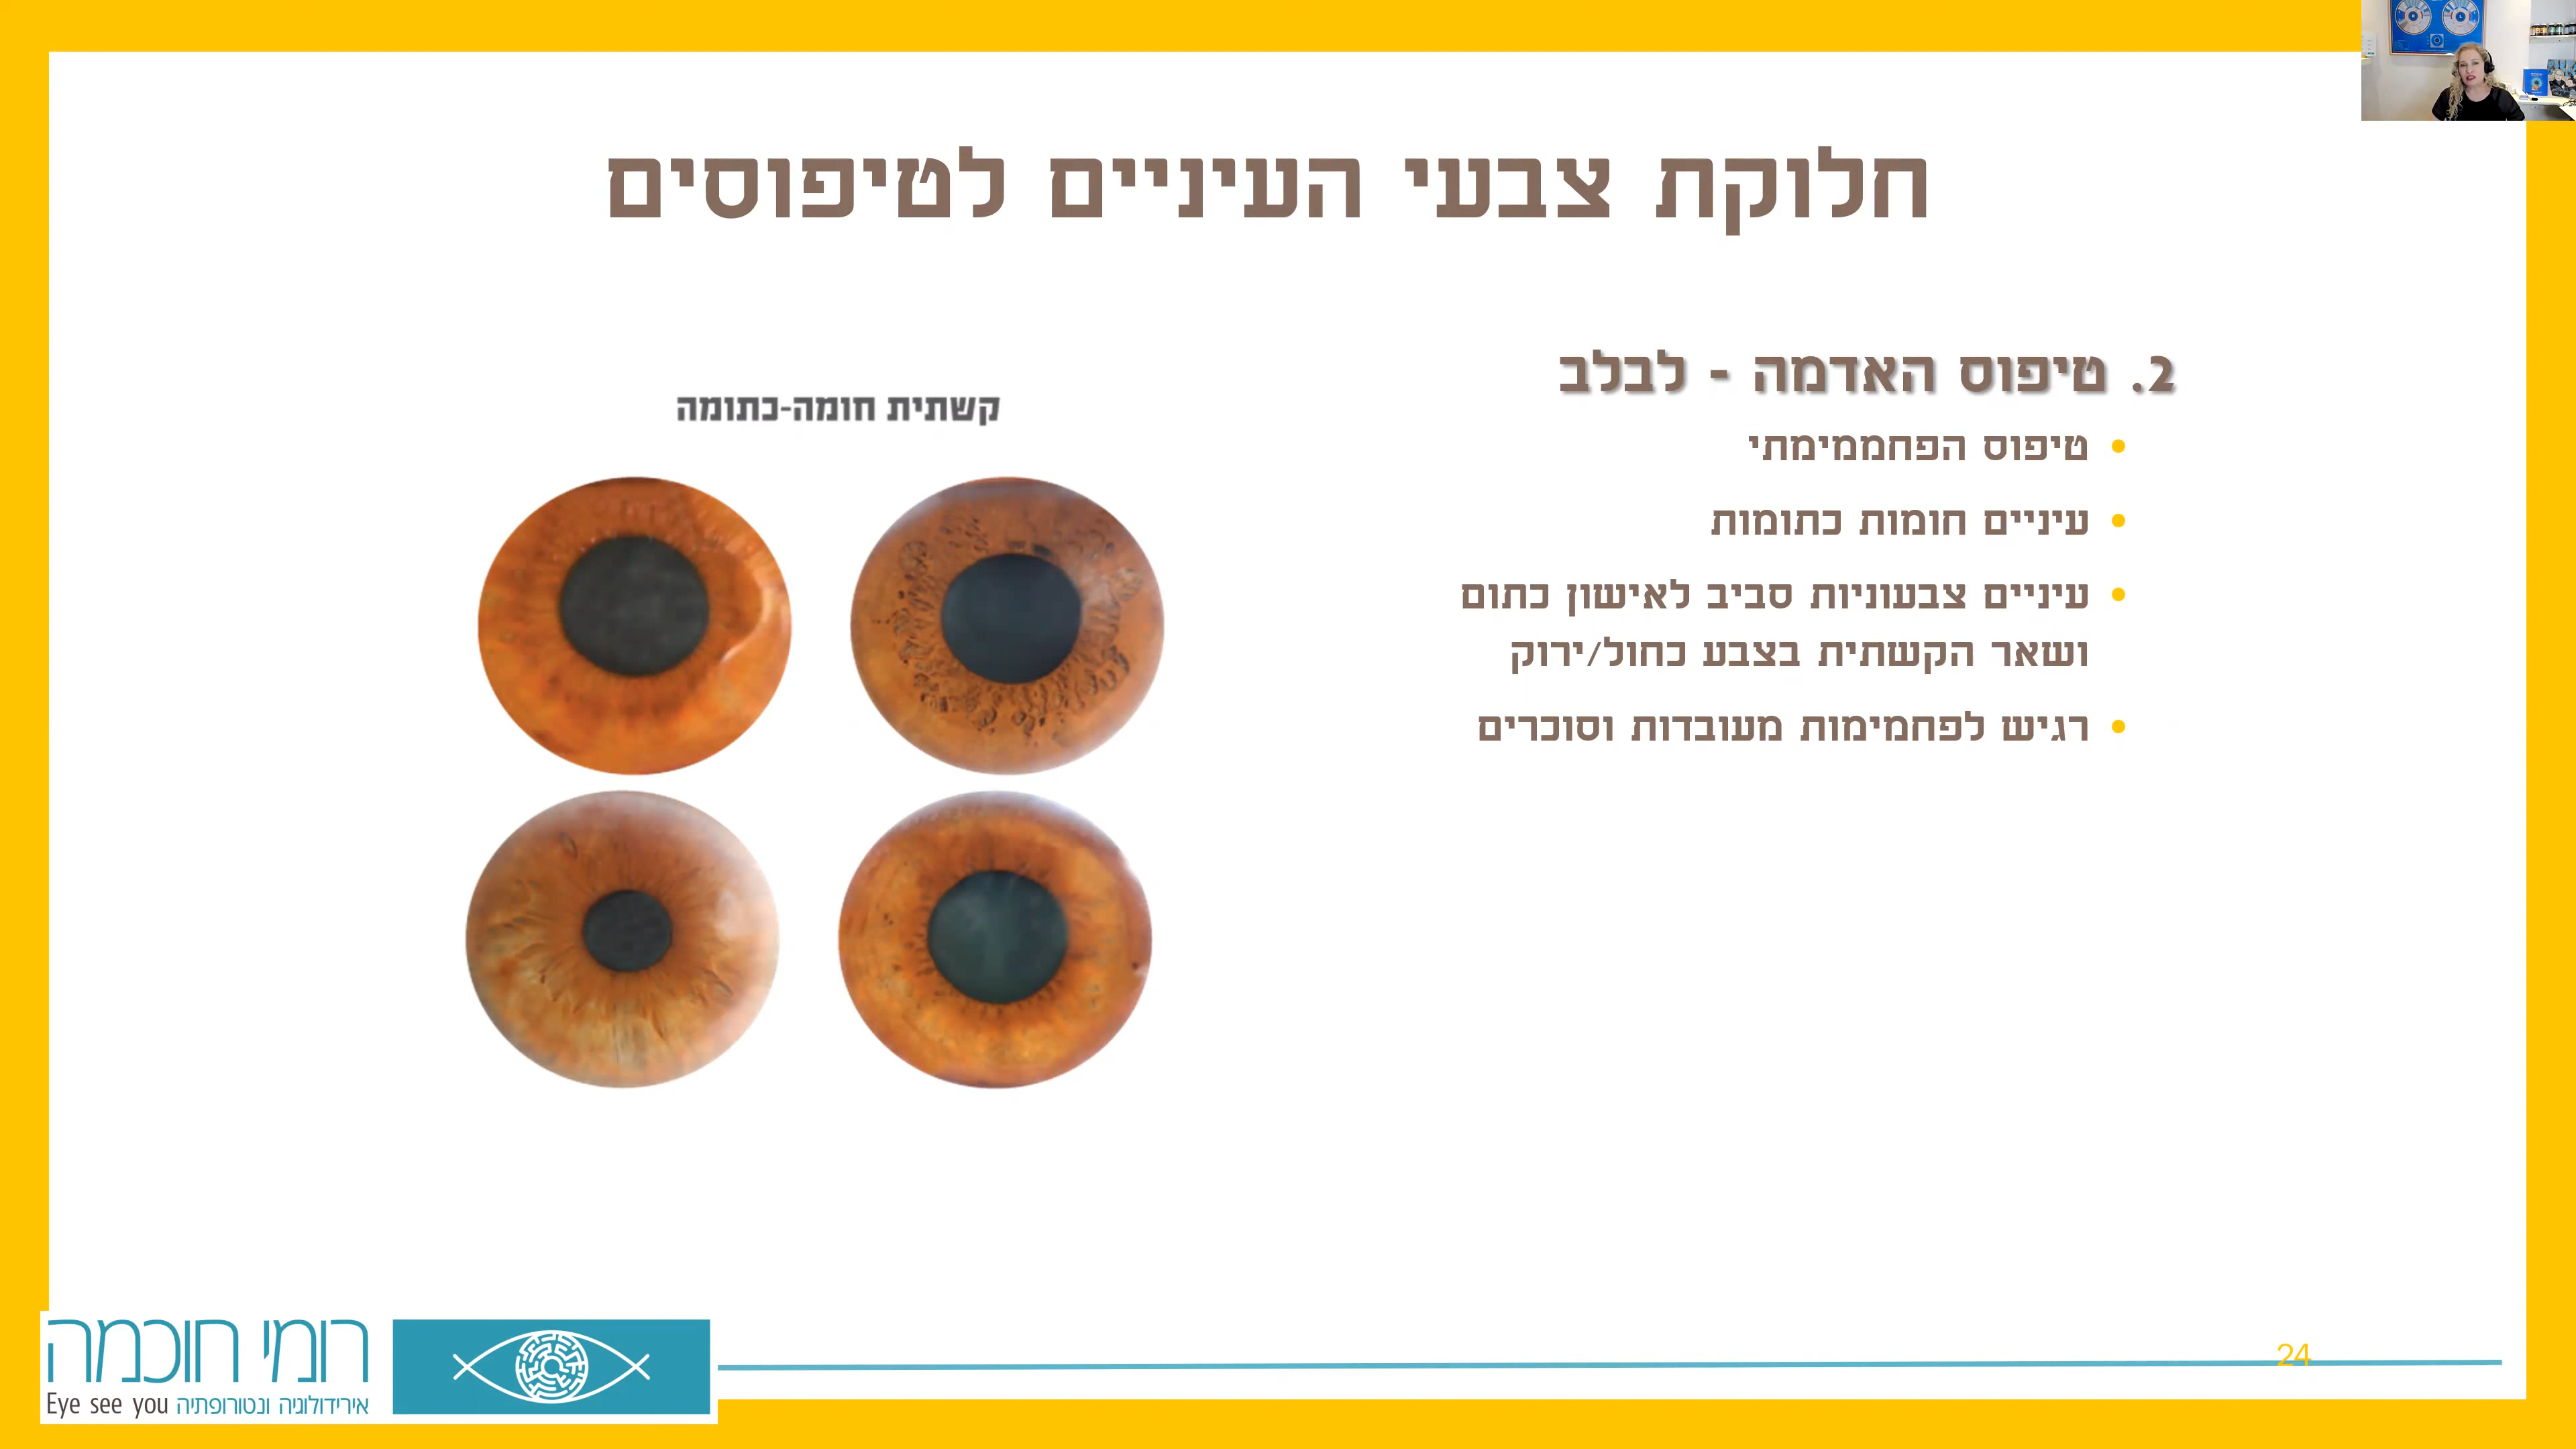 חלוקת צבעי העיניים לטיפוסים
2. טיפוס האדמה - לבלב
• טיפוס הפחממימתי
• עיניים חומות כתומות
• עיניים צבעוניות סביב לאישון כתום
ושאר הקשתית בצבע כחול/ירוק
• רגיש לפחמימות מעובדות וסוכרים
קשתית חומה-כתומה
רומי חוכמה
אירידולוגיה ונטורופתיה Eye see you
24